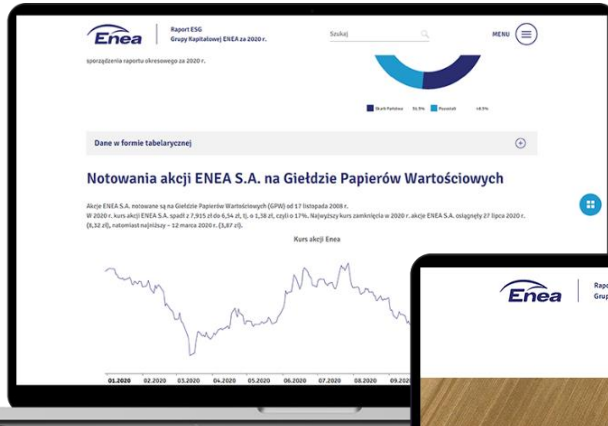 Enea
Raport ESG
Grupy Kapitałowej ENEA za 2020 r.
Szukaj
MENU
sporządzenia raportu okresowego za 2020 r.
Skarb Państwa 51.5% Pozostali 48.5%
Dane w formie tabelarycznej
Notowania akcji ENEA S.A. na Giełdzie Papierów Wartościowych
Akcje ENEA S.A. notowane są na Giełdzie Papierów Wartościowych (GPW) od 17 listopada 2008 r.
W 2020 r. kurs akcji ENEA S.A. spadł z 7,915 zł do 6,54 zł, tj. o 1,38 zł, czyli o 17%. Najwyższy kurs zamknięcia w 2020 r. akcje ENEA S.A. osiągnęły 27 lipca 2020 r.
(8,32 zł), natomiast najniższy – 12 marca 2020 r. (3,87 zł).
Kurs akcji Enea
01.2020 02.2020 03.2020 04.2020 05.2020 06.2020 07.2020 08.2020 09.202
Enea
Rapo
Grup